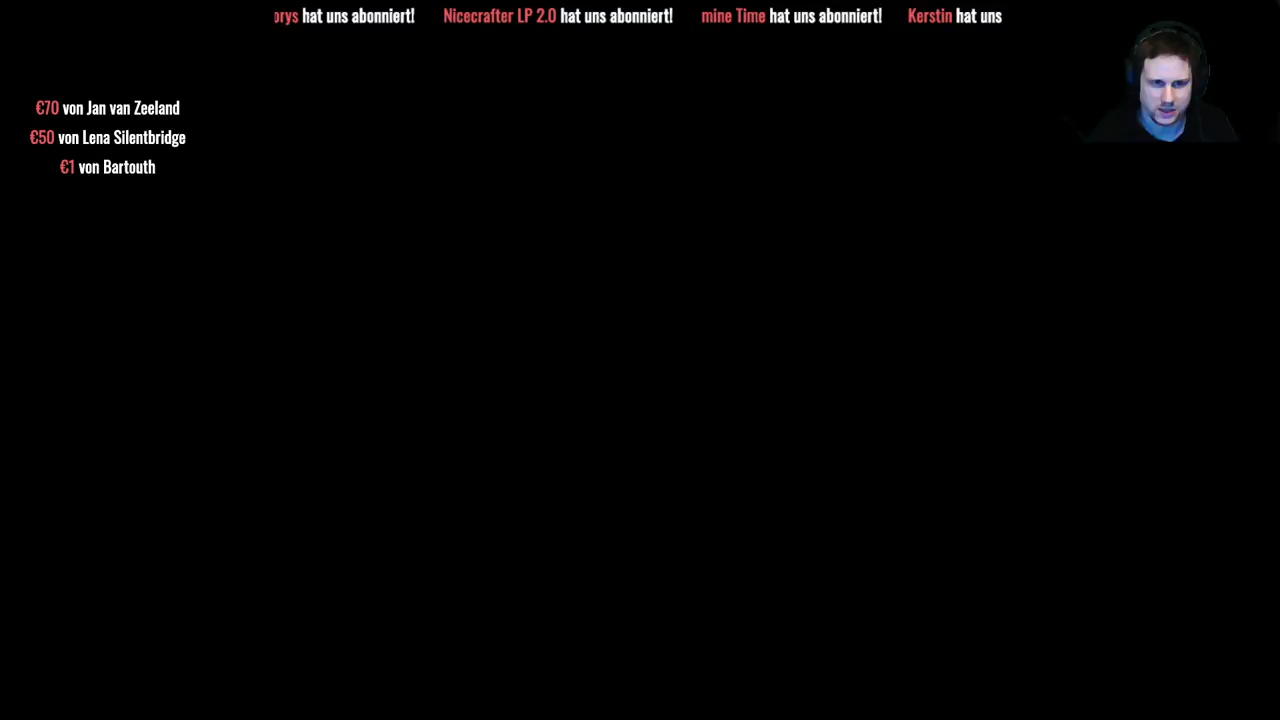 hat uns abonniert! Nicecrafter LP 2.0 hat uns abonniert! mine Time hat uns abonniert! Kerstin hat uns
€70 von Jan van Zeeland
€50 von Lena Silentbridge
€1 von Bartouth